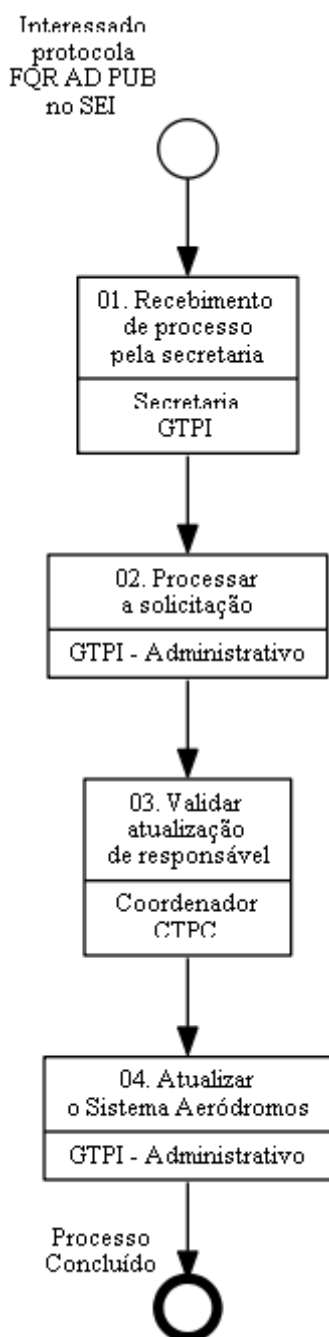 Interessado
protocola
FQR AD PUB
no SEI
01. Recebimento
de processo
pela secretaria
Secretaria
GTPI
02. Processar
a solicitação
GTPI - Administrativo
03. Validar
atualização
de responsável
Coordenador
CTPC
04. Atualizar
o Sistema Aeródromos
GTPI - Administrativo
Processo
Concluído